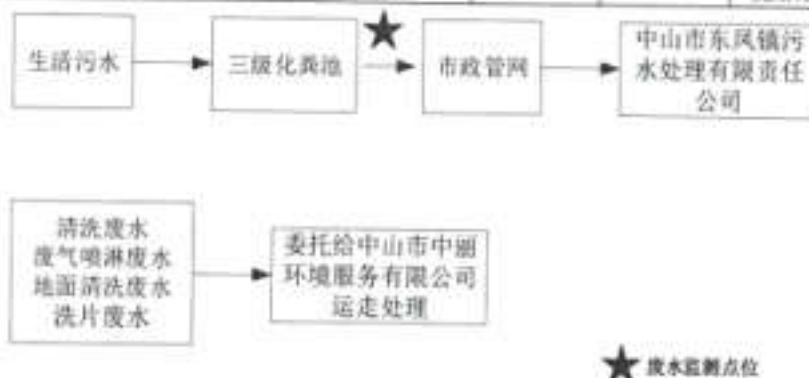 生活污水
三级化粪池
市政管网
中山市东凤镇污
水处理有限责任
公司
清洗废水
废气喷淋废水
地面清洗废水
洗片废水
委托给中山市中丽
环境服务有限公司
运走处理
废水监测点位